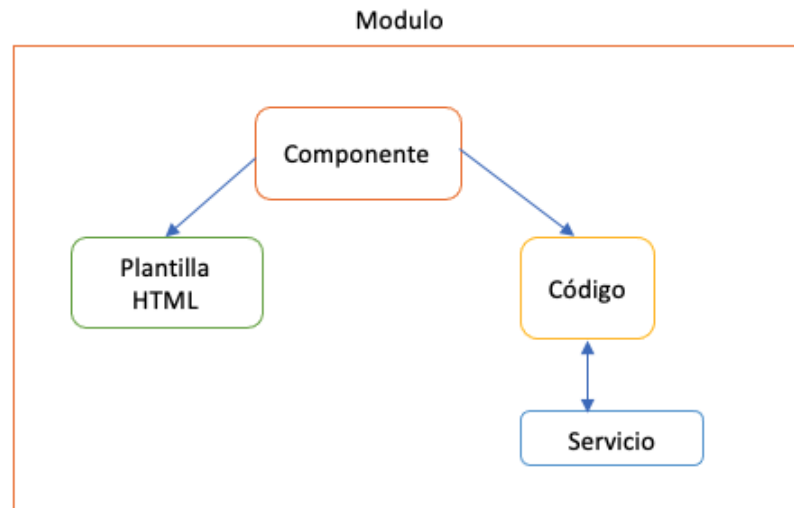 Modulo
Componente
Plantilla
HTML
Código
Servicio